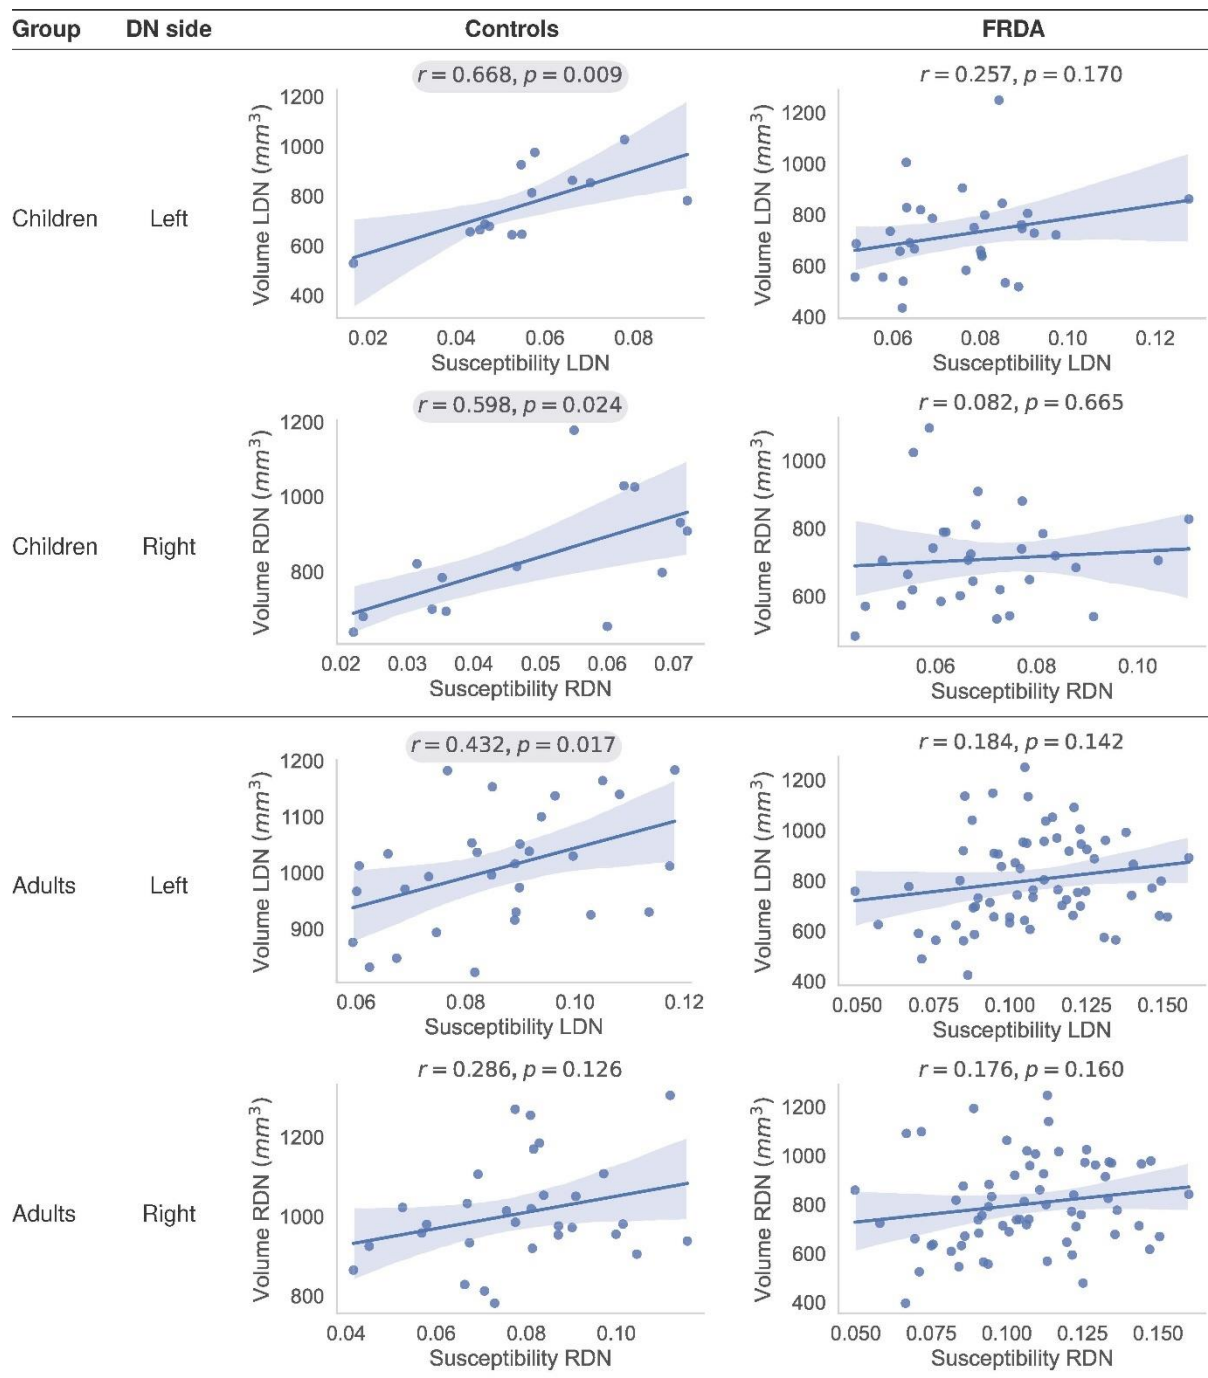 Group DN side Controls FRDA
r = 0.668, p = 0.009
r = 0.257, p = 0.170
Children Left
Volume LDN (mm³)
1200
1000
800
600
400
0.02 0.04 0.06 0.08
Susceptibility LDN
Volume LDN (mm³)
1200
1000
800
600
400
0.06 0.08 0.10 0.12
Susceptibility LDN
r = 0.598, p = 0.024
r = 0.082, p = 0.665
Children Right
Volume RDN (mm³)
1200
1000
800
0.02 0.03 0.04 0.05 0.06 0.07
Susceptibility RDN
Volume RDN (mm³)
1000
800
600
0.06 0.08 0.10
Susceptibility RDN
r = 0.432, p = 0.017
r = 0.184, p = 0.142
Adults Left
Volume LDN (mm³)
1200
1100
1000
900
0.06 0.08 0.10 0.12
Susceptibility LDN
Volume LDN (mm³)
1200
1000
800
600
400
0.050 0.075 0.100 0.125 0.150
Susceptibility LDN
r = 0.286, p = 0.126
r = 0.176, p = 0.160
Adults Right
Volume RDN (mm³)
1200
1000
800
0.04 0.06 0.08 0.10
Susceptibility RDN
Volume RDN (mm³)
1200
1000
800
600
400
0.050 0.075 0.100 0.125 0.150
Susceptibility RDN